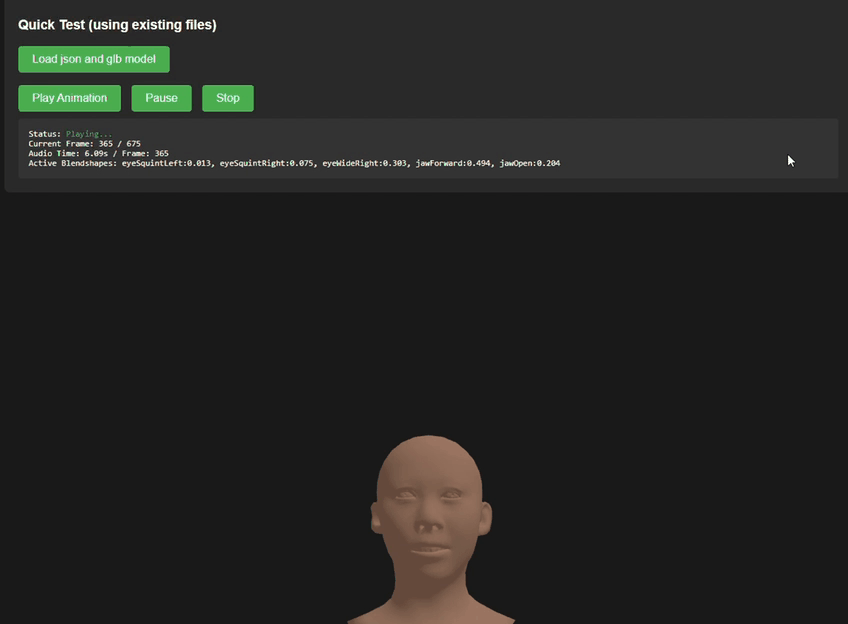 Quick Test (using existing files)
Load json and glb model
Play Animation Pause Stop
Status: Playing...
Current Frame: 365 / 675
Audio Time: 6.09s / Frame: 365
Active Blendshapes: eyeSquintLeft:0.013, eyeSquintRight:0.075, eyeWideRight:0.303, jawForward:0.494, jawOpen:0.204